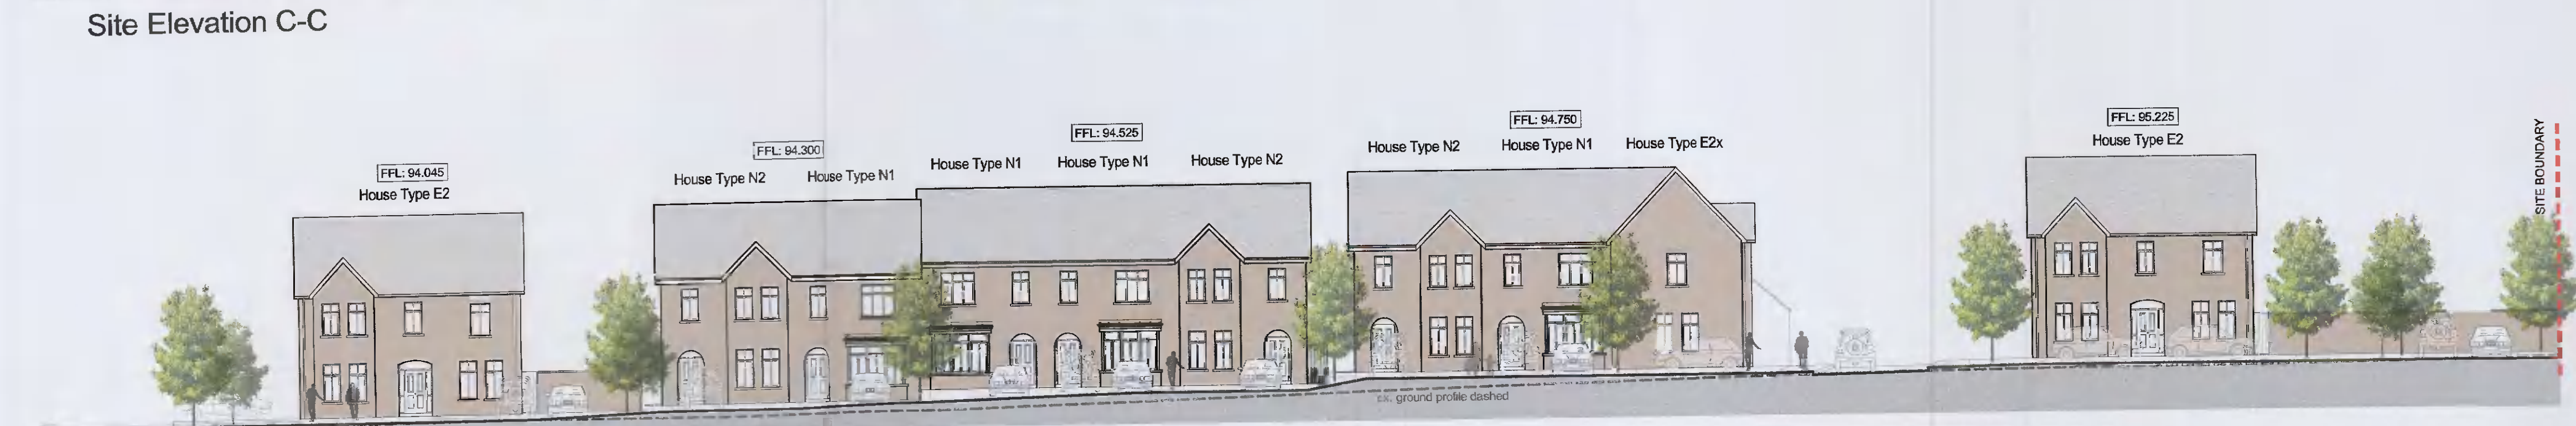 Site Elevation C-C
FFL: 94.045
House Type E2
FFL: 94.300
House Type N2
House Type N1
FFL: 94.525
House Type N1
House Type N1
House Type N2
FFL: 94.750
House Type N2
House Type N1
House Type E2x
FFL: 95.225
House Type E2
SITE BOUNDARY
ex. ground profile dashed